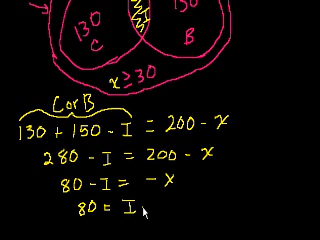 130 150
C B
x ≥ 30
C or B
130 + 150 - I = 200 - x
280 - I = 200 - x
80 - I = - x
80 = I